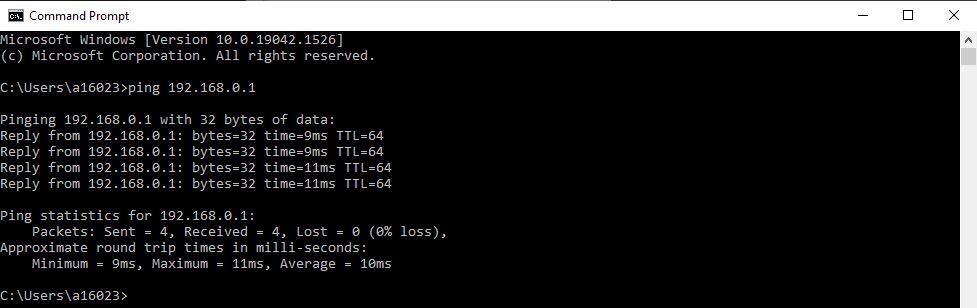 Command Prompt
Microsoft Windows [Version 10.0.19042.1526]
(c) Microsoft Corporation. All rights reserved.
C:\Users\a16023>ping 192.168.0.1
Pinging 192.168.0.1 with 32 bytes of data:
Reply from 192.168.0.1: bytes=32 time=9ms TTL=64
Reply from 192.168.0.1: bytes=32 time=9ms TTL=64
Reply from 192.168.0.1: bytes=32 time=11ms TTL=64
Reply from 192.168.0.1: bytes=32 time=11ms TTL=64
Ping statistics for 192.168.0.1:
    Packets: Sent = 4, Received = 4, Lost = 0 (0% loss),
Approximate round trip times in milli-seconds:
    Minimum = 9ms, Maximum = 11ms, Average = 10ms
C:\Users\a16023>